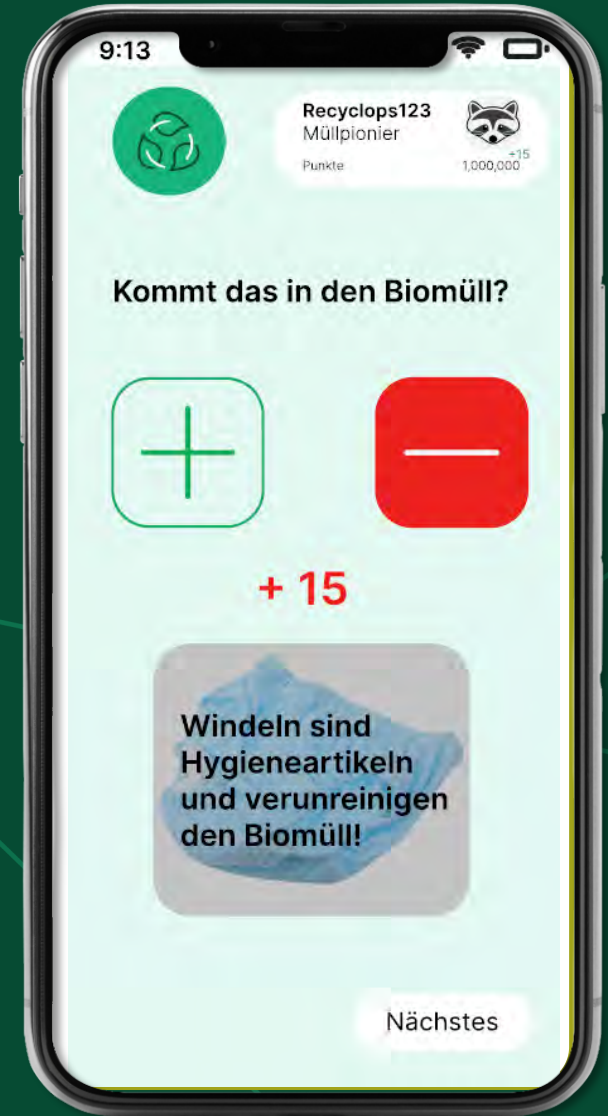 9:13
Recyclops123
Müllpionier
Punkte
+15
1,000,000
Kommt das in den Biomüll?
+ 15
Windeln sind
Hygieneartikeln
und verunreinigen
den Biomüll!
Nächstes